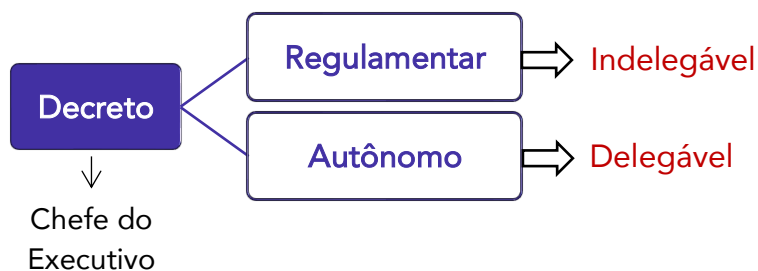 Regulamentar
Indelegável
Decreto
Autônomo
Delegável
Chefe do
Executivo